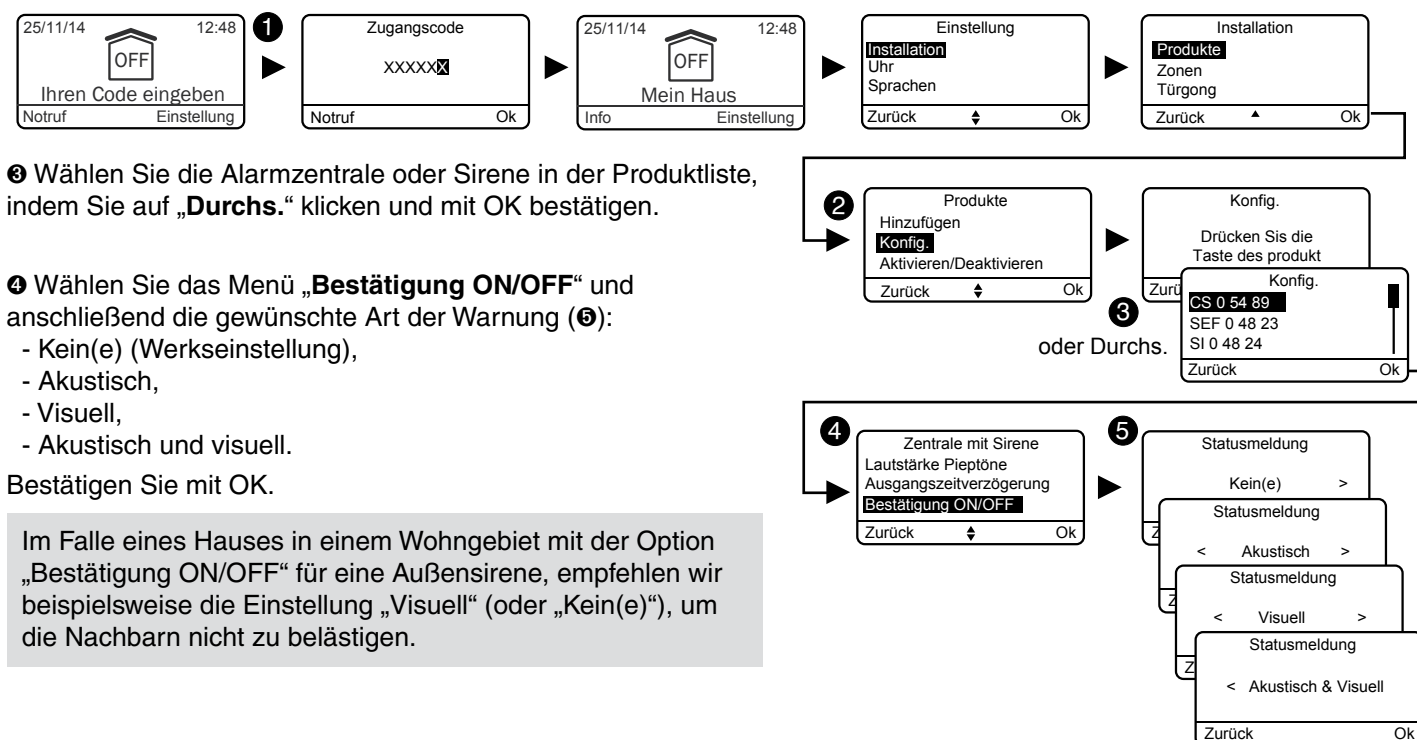 25/11/14 12:48
OFF
Ihren Code eingeben
Notruf Einstellung
❶
Zugangscode
XXXXXX
Notruf Ok
25/11/14 12:48
OFF
Mein Haus
Info Einstellung
Einstellung
Installation
Uhr
Sprachen
Zurück Ok
Installation
Produkte
Zonen
Türgong
Zurück Ok
❸ Wählen Sie die Alarmzentrale oder Sirene in der Produktliste,
indem Sie auf „Durchs.“ klicken und mit OK bestätigen.
❹ Wählen Sie das Menü „Bestätigung ON/OFF“ und
anschließend die gewünschte Art der Warnung (❺):
- Kein(e) (Werkseinstellung),
- Akustisch,
- Visuell,
- Akustisch und visuell.
Bestätigen Sie mit OK.
Im Falle eines Hauses in einem Wohngebiet mit der Option
„Bestätigung ON/OFF“ für eine Außensirene, empfehlen wir
beispielsweise die Einstellung „Visuell“ (oder „Kein(e)“), um
die Nachbarn nicht zu belästigen.
❷
Produkte
Hinzufügen
Konfig.
Aktivieren/Deaktivieren
Zurück Ok
Konfig.
Drücken Sis die
Taste des produkt
Zurü
❸
oder Durchs.
Konfig.
CS 0 54 89
SEF 0 48 23
SI 0 48 24
Zurück Ok
❹
Zentrale mit Sirene
Lautstärke Pieptöne
Ausgangszeitverzögerung
Bestätigung ON/OFF
Zurück Ok
❺
Statusmeldung
Kein(e) >
Z
Statusmeldung
< Akustisch >
Z
Statusmeldung
< Visuell >
Z
Statusmeldung
< Akustisch & Visuell
Zurück Ok